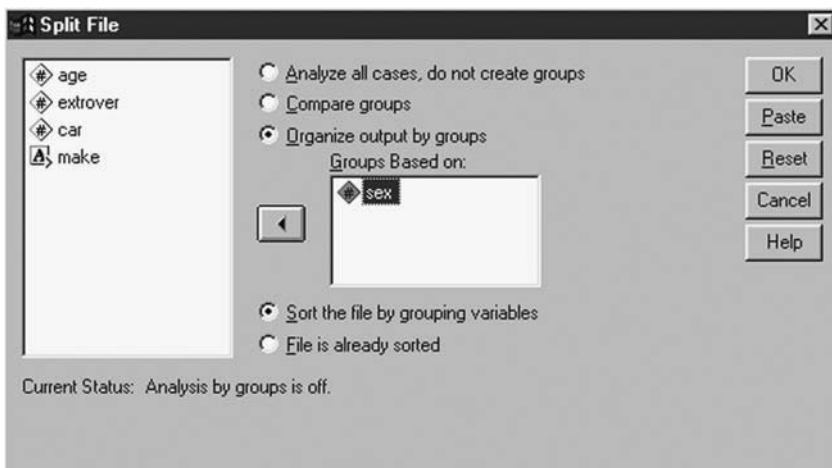 Split File
age
extrover
car
make
Analyze all cases, do not create groups
Compare groups
Organize output by groups
Groups Based on:
sex
Sort the file by grouping variables
File is already sorted
Current Status: Analysis by groups is off.
OK
Paste
Reset
Cancel
Help